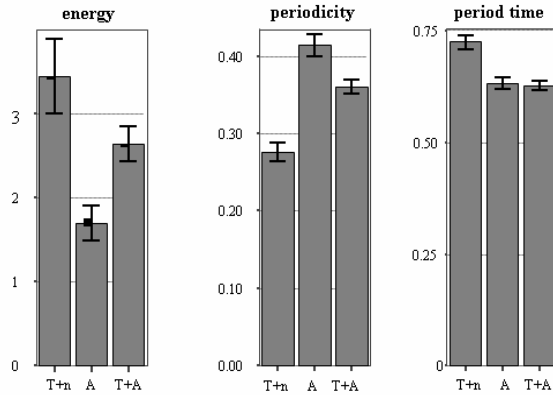 energy
3
2
1
0
T+n A T+A
periodicity
0.40
0.30
0.20
0.10
0.00
T+n A T+A
period time
0.75
0.50
0.25
0
T+n A T+A